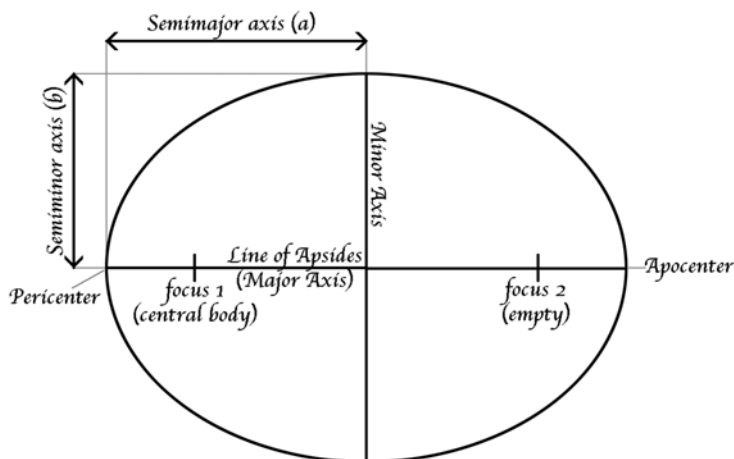 Semimajor axis (a)
Semiminor axis (b)
Minor Axis
Line of Apsides
(Major Axis)
Apocenter
Pericenter
focus 1
(central body)
focus 2
(empty)